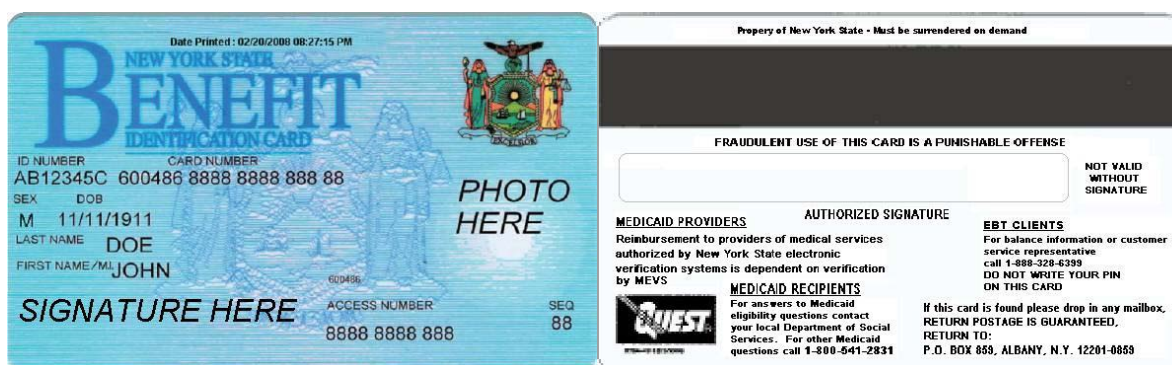 Date Printed : 02/20/2008 08:27:15 PM
NEW YORK STATE
BENEFIT
IDENTIFICATION CARD
ID NUMBER CARD NUMBER
AB12345C 600486 8888 8888 888 88
SEX DOB
M 11/11/1911
LAST NAME DOE
FIRST NAME/M.I. JOHN
PHOTO
HERE
EXCELSIOR
600486
SIGNATURE HERE
ACCESS NUMBER SEQ
8888 8888 888 88
Propery of New York State - Must be surrendered on demand
FRAUDULENT USE OF THIS CARD IS A PUNISHABLE OFFENSE
NOT VALID
WITHOUT
SIGNATURE
AUTHORIZED SIGNATURE
MEDICAID PROVIDERS
Reimbursement to providers of medical services
authorized by New York State electronic
verification systems is dependent on verification
by MEVS
EBT CLIENTS
For balance information or customer
service representative
call 1-888-328-6399
DO NOT WRITE YOUR PIN
ON THIS CARD
QUEST
MEDICAID RECIPIENTS
For answers to Medicaid
eligibility questions contact
your local Department of Social
Services. For other Medicaid
questions call 1-800-541-2831
If this card is found please drop in any mailbox,
RETURN POSTAGE IS GUARANTEED,
RETURN TO:
P.O. BOX 859, ALBANY, N.Y. 12201-0859